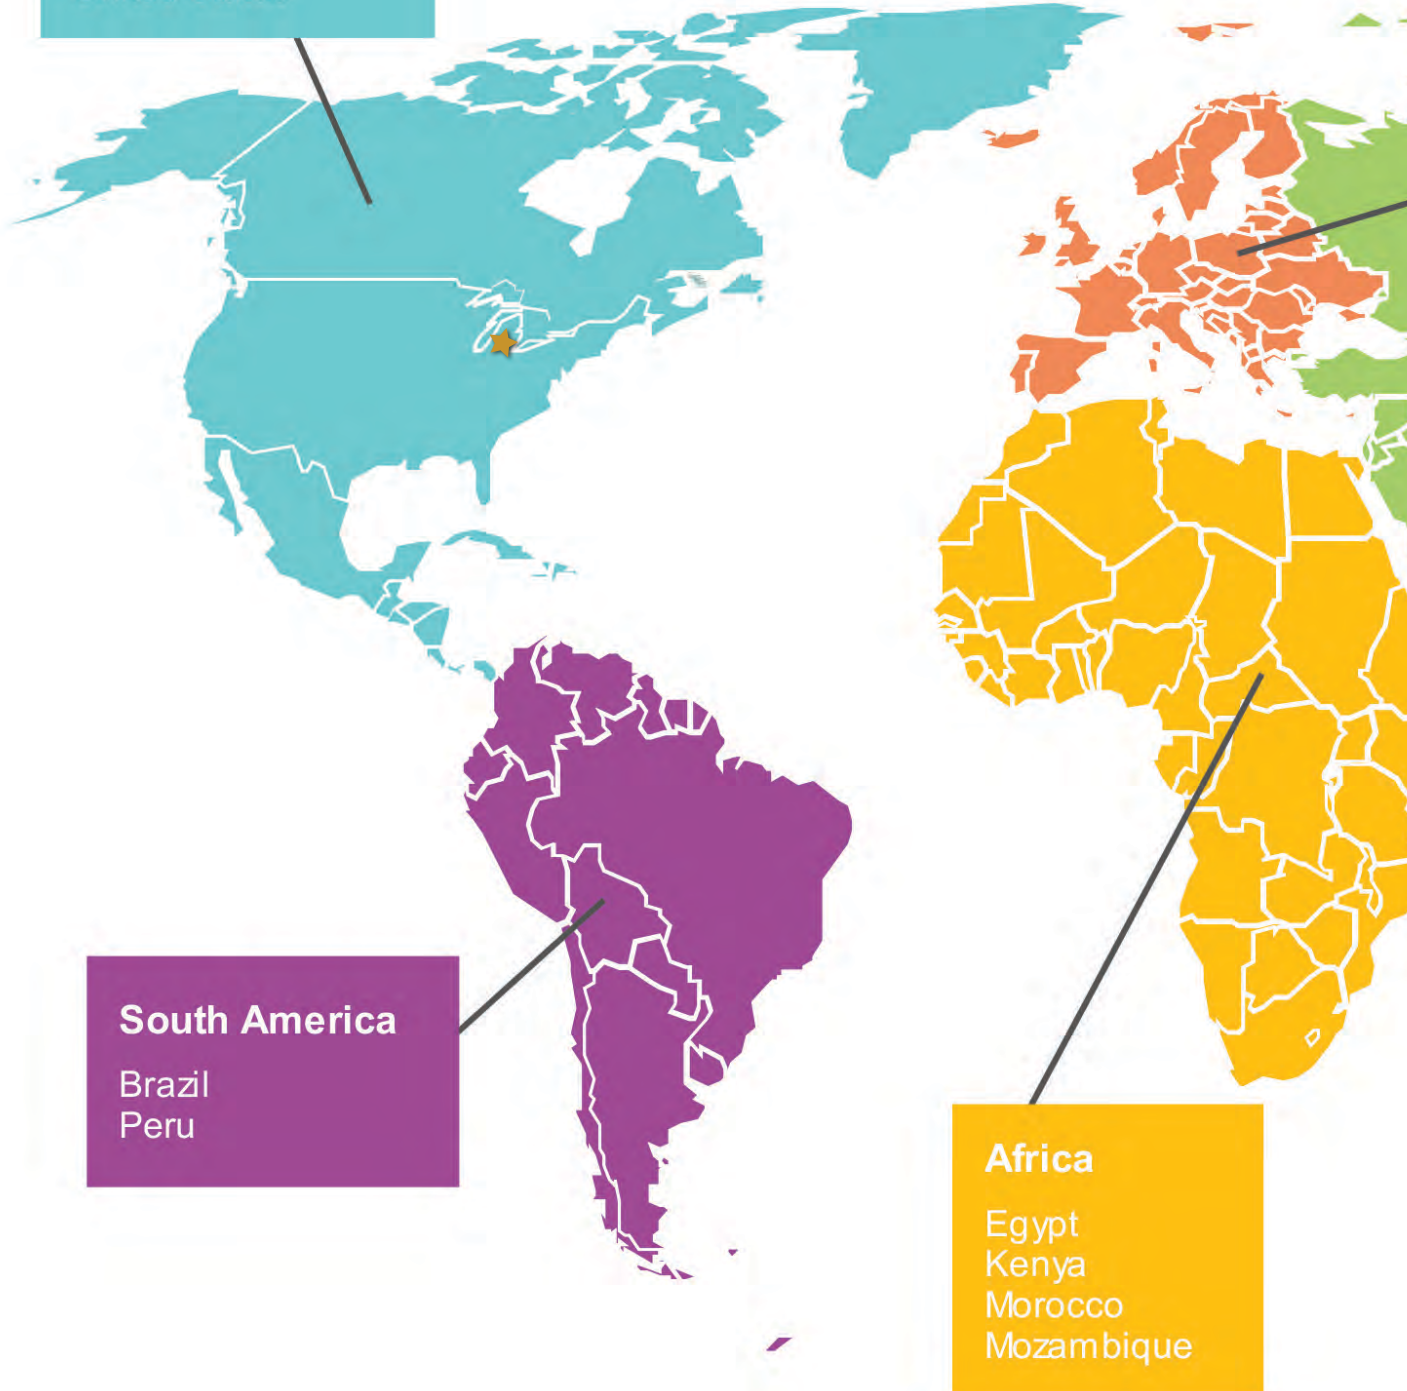 South America
Brazil
Peru
Africa
Egypt
Kenya
Morocco
Mozambique